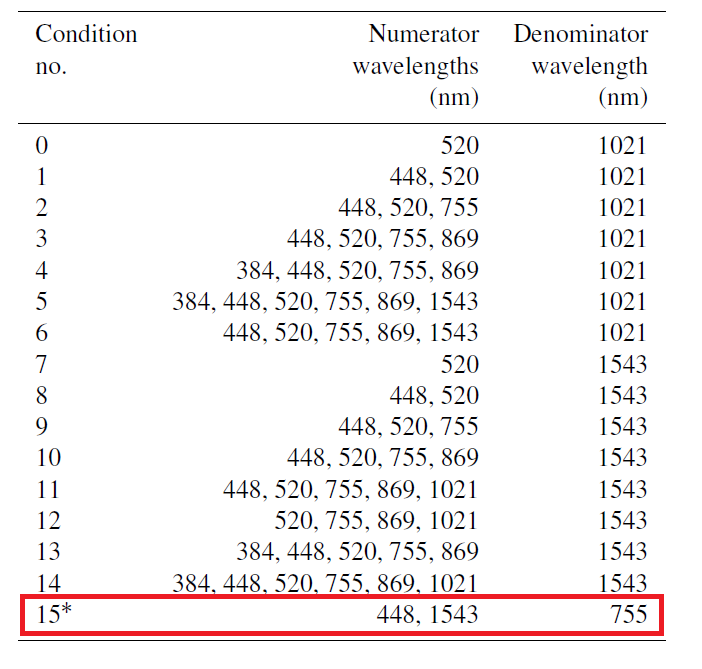 Condition Numerator Denominator
no. wavelengths wavelength
(nm) (nm)
0 520 1021
1 448, 520 1021
2 448, 520, 755 1021
3 448, 520, 755, 869 1021
4 384, 448, 520, 755, 869 1021
5 384, 448, 520, 755, 869, 1543 1021
6 448, 520, 755, 869, 1543 1021
7 520 1543
8 448, 520 1543
9 448, 520, 755 1543
10 448, 520, 755, 869 1543
11 448, 520, 755, 869, 1021 1543
12 520, 755, 869, 1021 1543
13 384, 448, 520, 755, 869 1543
14 384, 448, 520, 755, 869, 1021 1543
15* 448, 1543 755